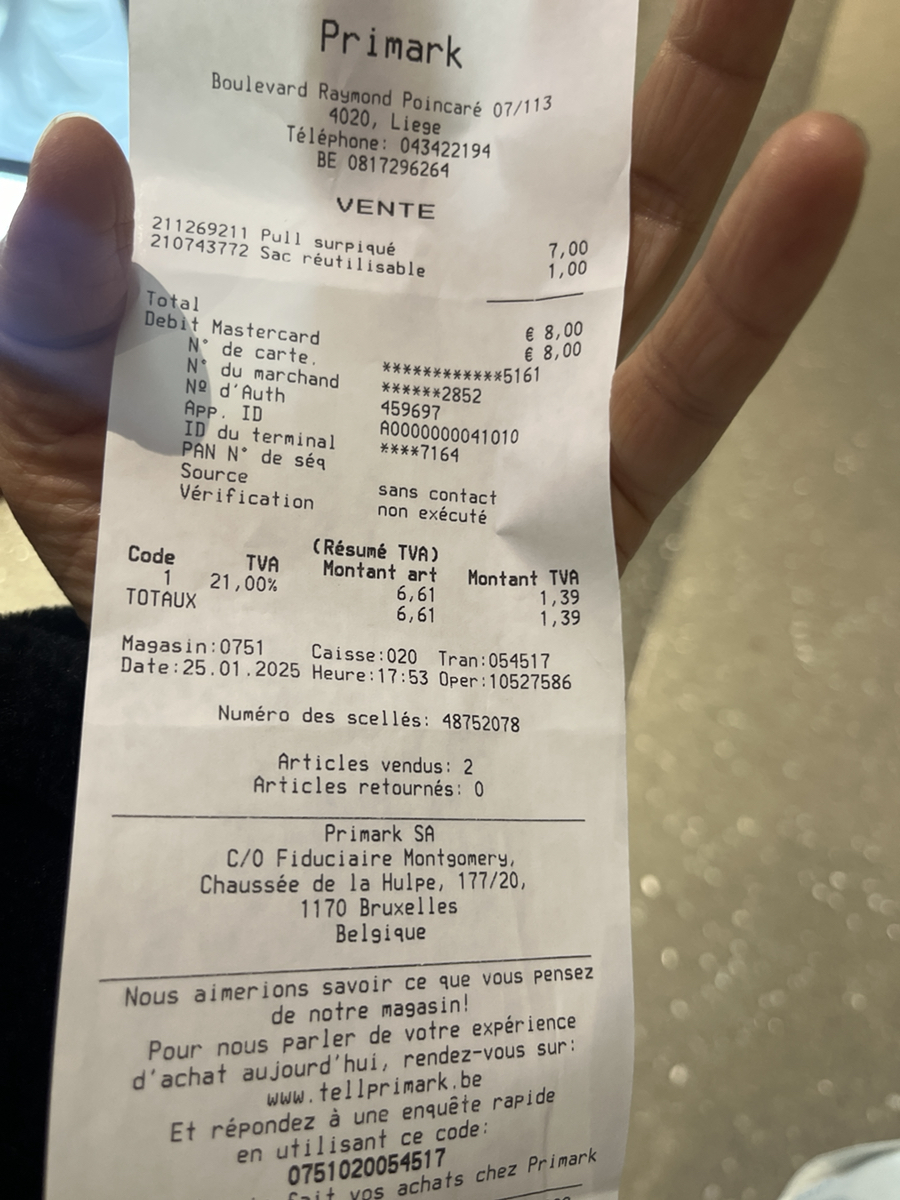 Primark
Boulevard Raymond Poincaré 07/113
4020, Liege
Téléphone: 043422194
BE 0817296264
VENTE
211269211 Pull surpiqué 7,00
210743772 Sac réutilisable 1,00
Total € 8,00
Debit Mastercard € 8,00
N° de carte. ************5161
N° du marchand ******2852
Nº d'Auth 459697
App. ID A0000000041010
ID du terminal ****7164
PAN N° de séq
Source sans contact
Vérification non exécuté
(Résumé TVA)
Code TVA Montant art Montant TVA
1 21,00% 6,61 1,39
TOTAUX 6,61 1,39
Magasin:0751 Caisse:020 Tran:054517
Date:25.01.2025 Heure:17:53 Oper:10527586
Numéro des scellés: 48752078
Articles vendus: 2
Articles retournés: 0
Primark SA
C/O Fiduciaire Montgomery,
Chaussée de la Hulpe, 177/20,
1170 Bruxelles
Belgique
Nous aimerions savoir ce que vous pensez
de notre magasin!
Pour nous parler de votre expérience
d'achat aujourd'hui, rendez-vous sur:
www.tellprimark.be
Et répondez à une enquête rapide
en utilisant ce code:
0751020054517
fait vos achats chez Primark